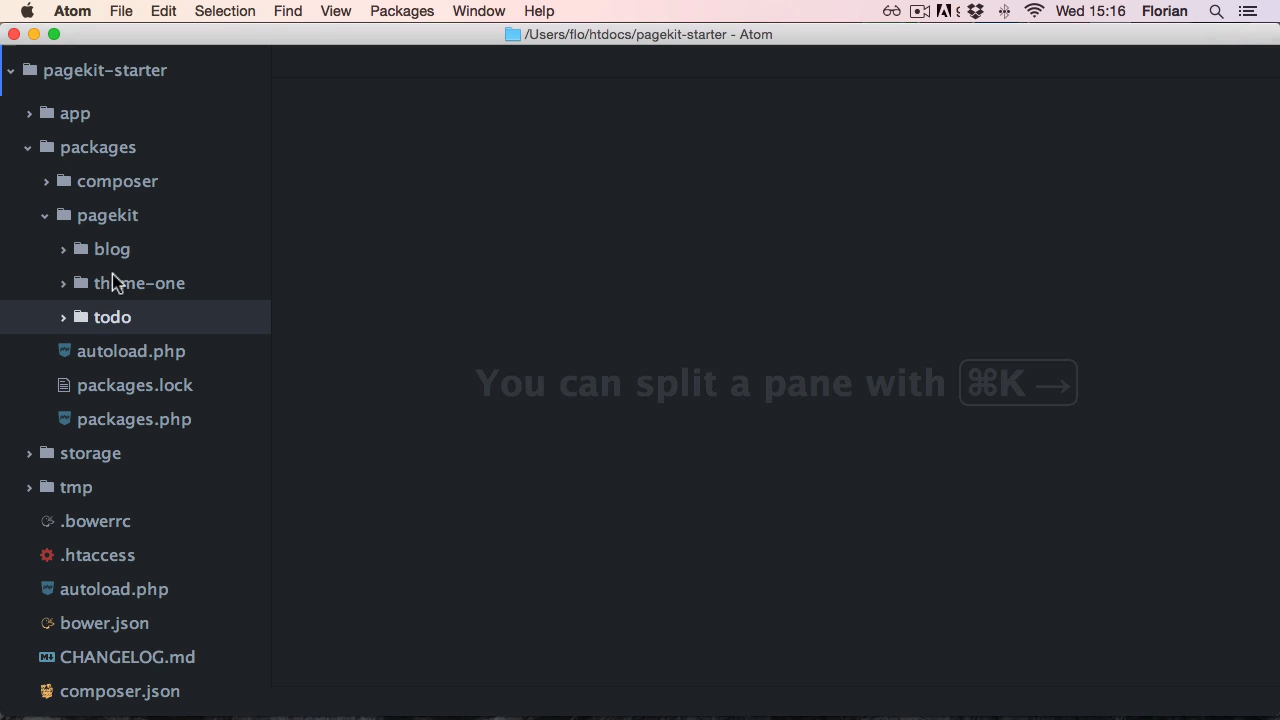 Atom File Edit Selection Find View Packages Window Help Wed 15:16 Florian
/Users/flo/htdocs/pagekit-starter - Atom
pagekit-starter
app
packages
composer
pagekit
blog
theme-one
todo
autoload.php
packages.lock
packages.php
storage
tmp
.bowerrc
.htaccess
autoload.php
bower.json
CHANGELOG.md
composer.json
You can split a pane with ⌘K →